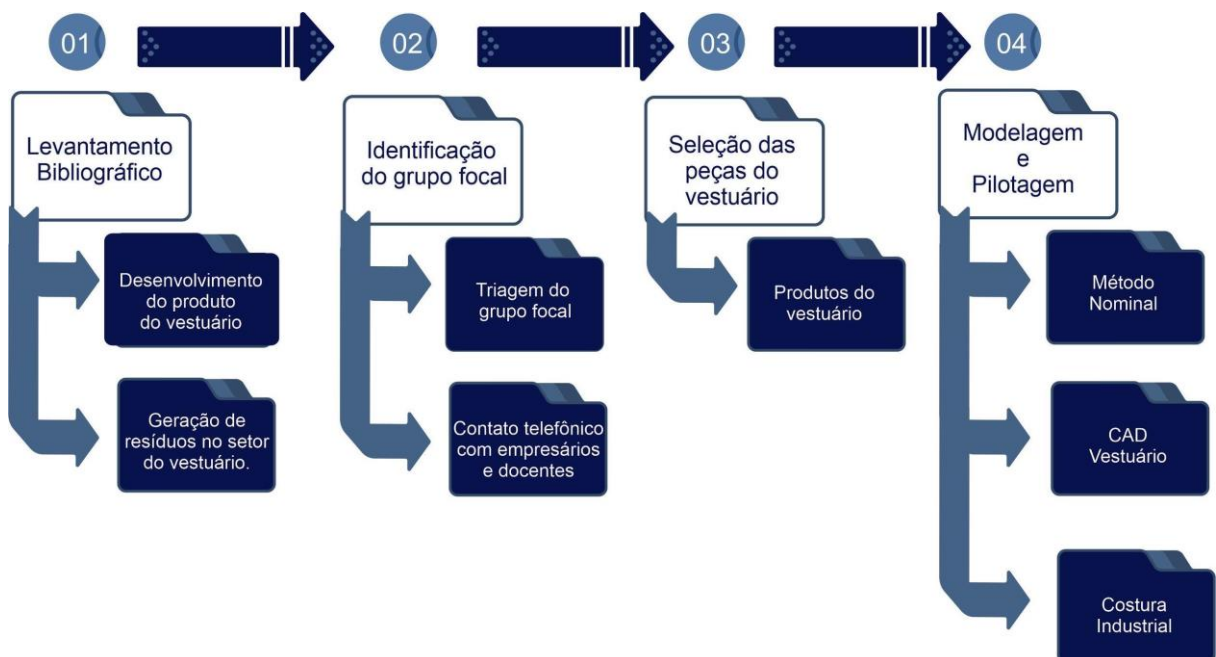 01
02
03
04
Levantamento
Bibliográfico
Desenvolvimento
do produto
do vestuário
Geração de
resíduos no setor
do vestuário.
Identificação
do grupo focal
Triagem do
grupo focal
Contato telefônico
com empresários
e docentes
Seleção das
peças do
vestuário
Produtos do
vestuário
Modelagem
e
Pilotagem
Método
Nominal
CAD
Vestuário
Costura
Industrial